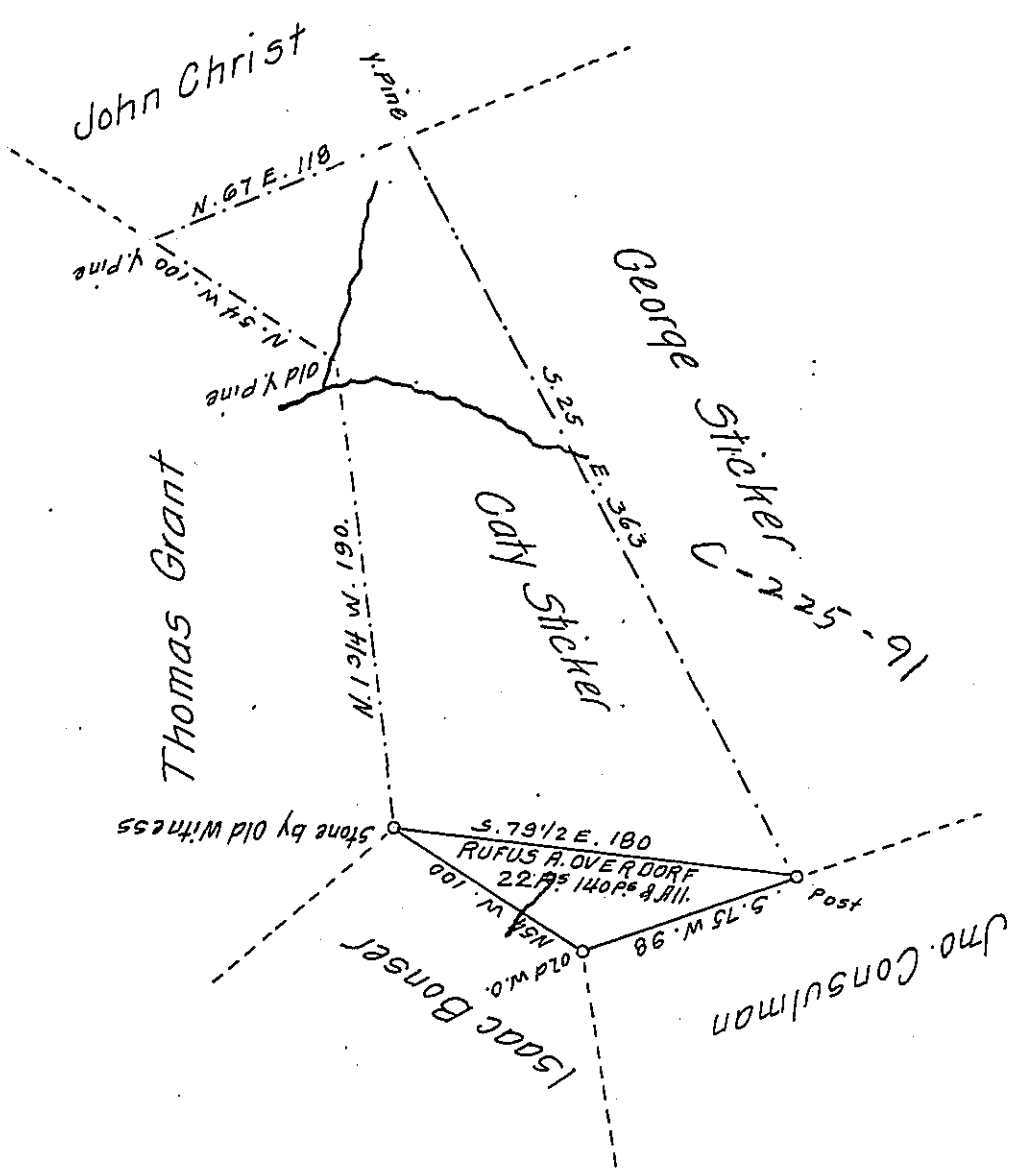 John Christ
Y. Pine
N. 67 E. 118
Y. Pine
N. 54 W. 100
Old Y. Pine
George Sticker
C-225-91
S. 25 E. 363
Caty Sticker
Thomas Grant
N. 1 3/4 W. 190.
Stone by Old Witness
S. 79 1/2 E. 180
RUFUS A. OVERDORF
22 A.s 140 P.s & All.
N 54 W. 100
Post
S. 75 W. 98
Old W.O.
Isaac Bonser
Jno. Consulman